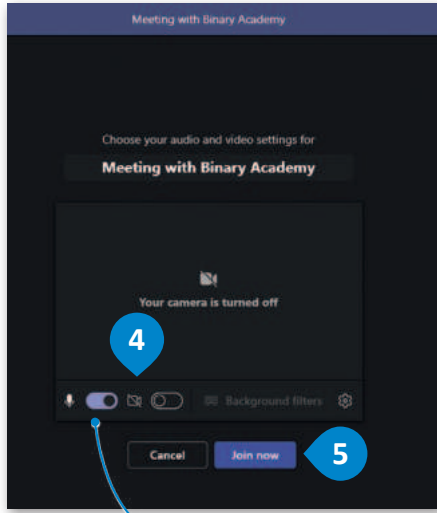 Meeting with Binary Academy
Choose your audio and video settings for
Meeting with Binary Academy
Your camera is turned off
4
Background filters
Cancel
Join now
5